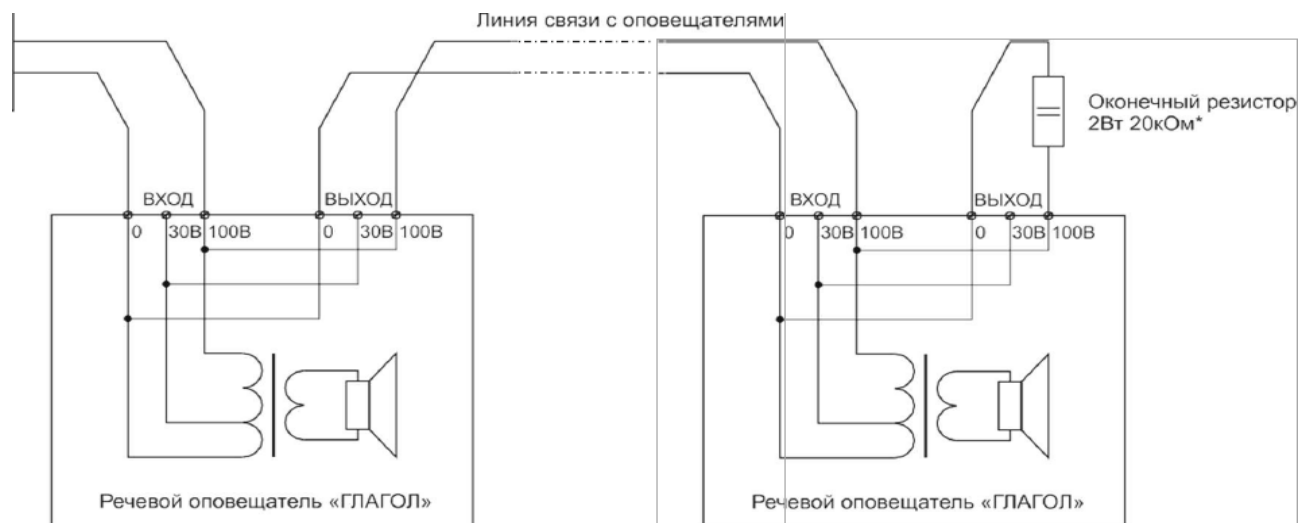 Линия связи с оповещателями
Оконечный резистор
2Вт 20кОм*
ВХОД ВЫХОД ВХОД ВЫХОД
0 30В 100В 0 30В 100В 0 30В 100В 0 30В 100В
Речевой оповещатель «ГЛАГОЛ» Речевой оповещатель «ГЛАГОЛ»